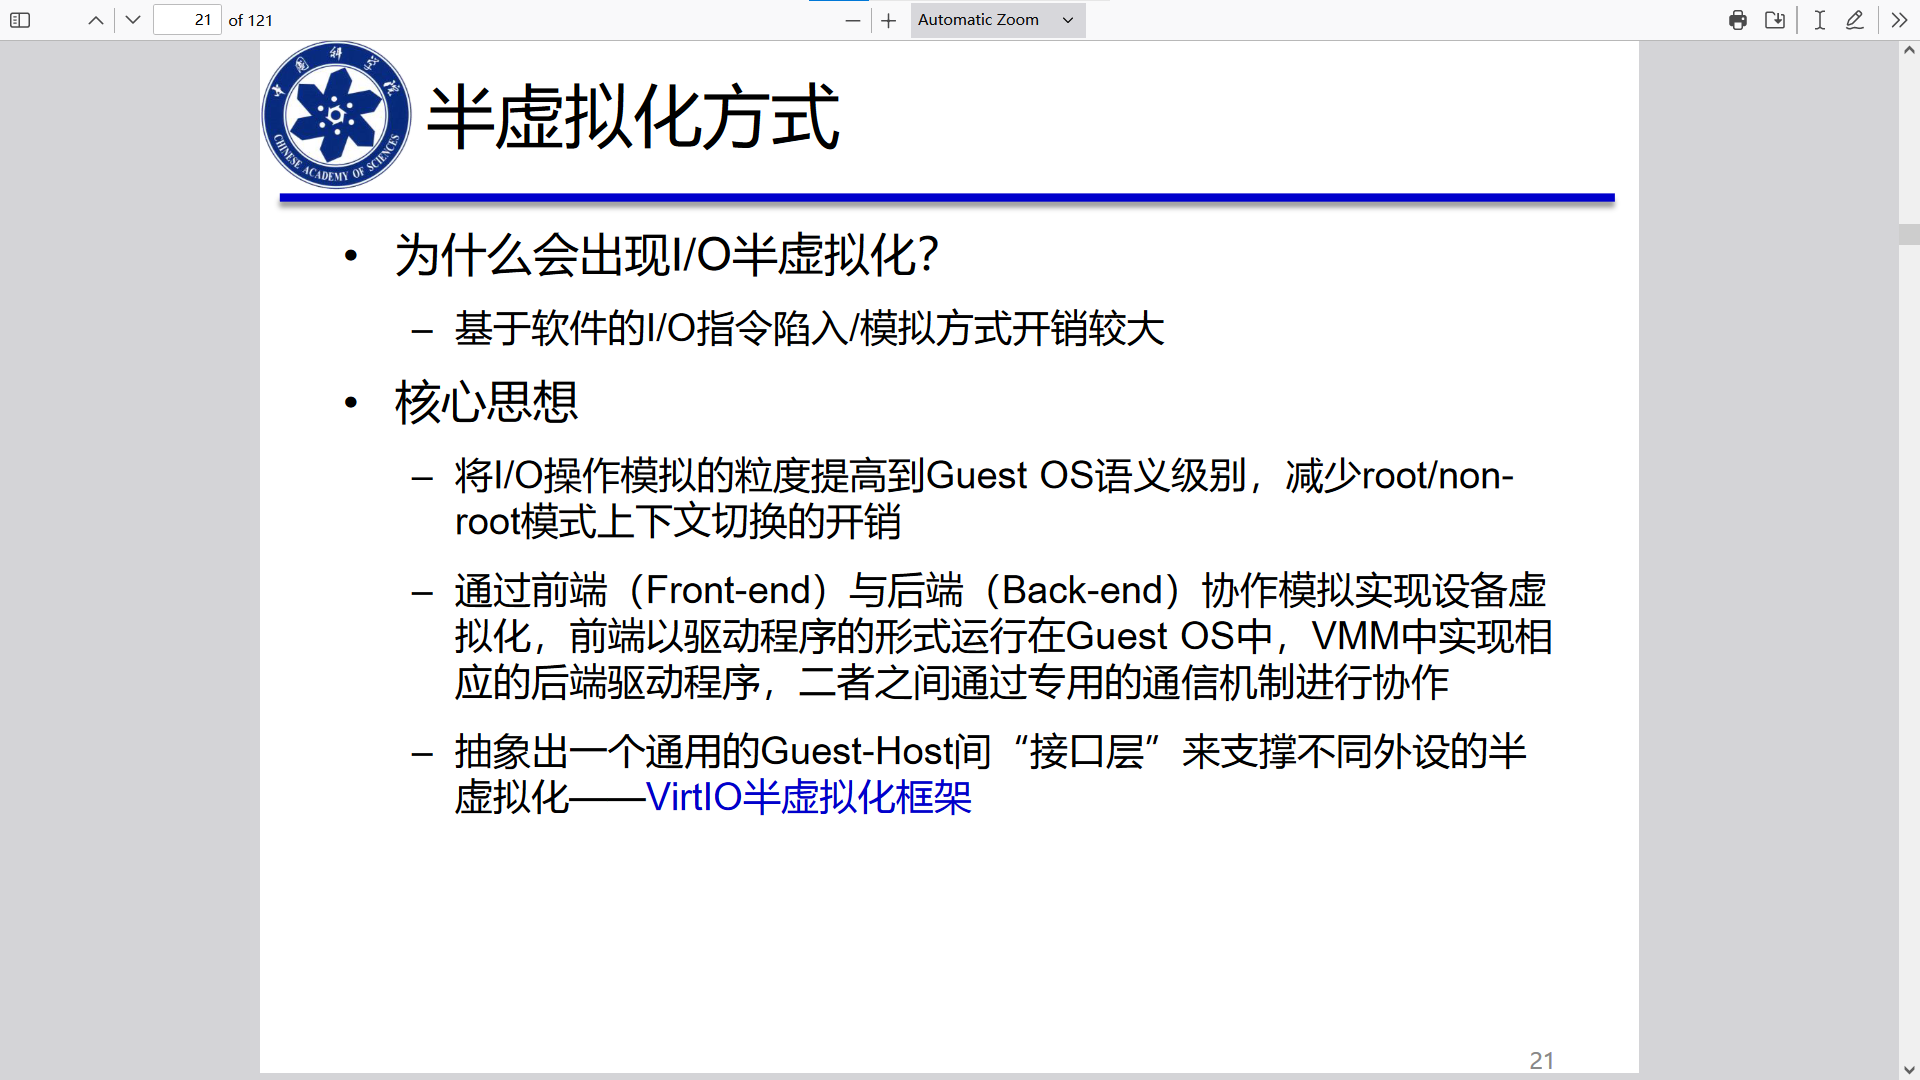 21 of 121
Automatic Zoom
中国科学院
CHINESE ACADEMY OF SCIENCES
半虚拟化方式
• 为什么会出现I/O半虚拟化？
– 基于软件的I/O指令陷入/模拟方式开销较大
• 核心思想
– 将I/O操作模拟的粒度提高到Guest OS语义级别，减少root/non-
root模式上下文切换的开销
– 通过前端（Front-end）与后端（Back-end）协作模拟实现设备虚
拟化，前端以驱动程序的形式运行在Guest OS中，VMM中实现相
应的后端驱动程序，二者之间通过专用的通信机制进行协作
– 抽象出一个通用的Guest-Host间“接口层”来支撑不同外设的半
虚拟化——VirtIO半虚拟化框架
21